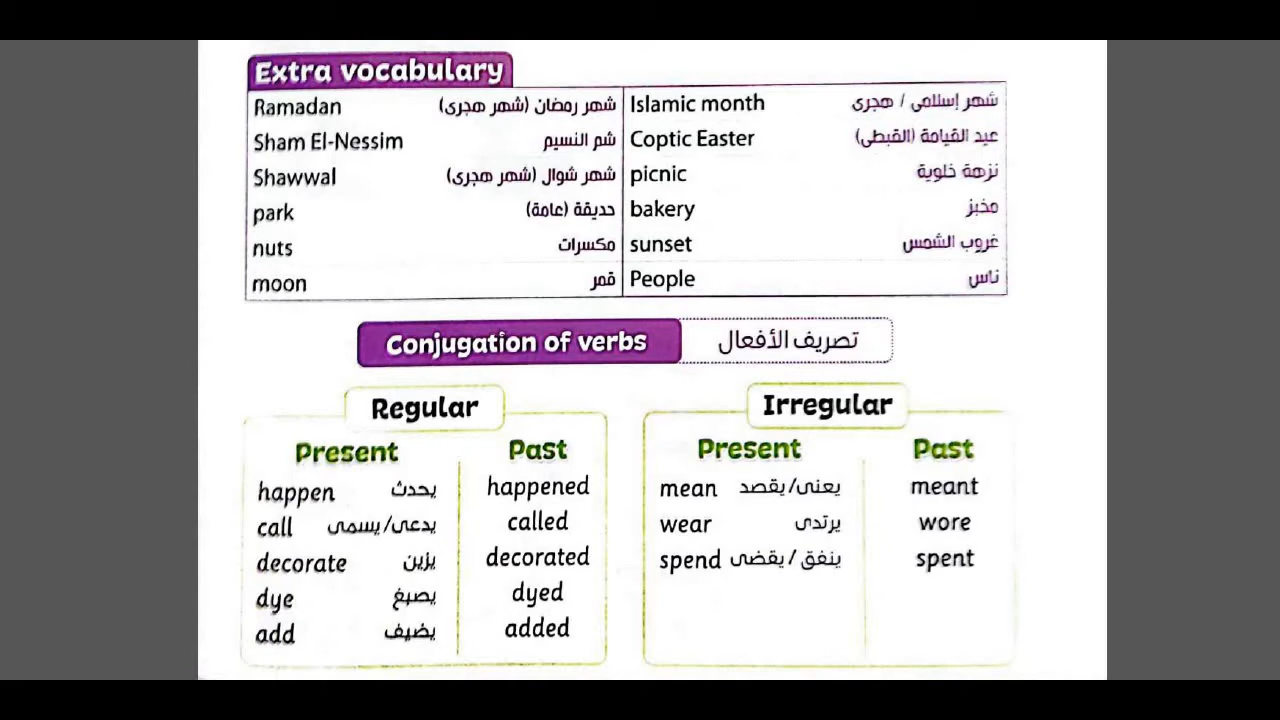 Extra vocabulary
Ramadan شهر رمضان (شهر هجرى) Islamic month شهر إسلامى / هجرى
Sham El-Nessim شم النسيم Coptic Easter عيد القيامة (القبطى)
Shawwal شهر شوال (شهر هجرى) picnic نزهة خلوية
park حديقة (عامة) bakery مخبز
nuts مكسرات sunset غروب الشمس
moon قمر People ناس
Conjugation of verbs تصريف الأفعال
Regular Irregular
Present Past Present Past
happen يحدث happened mean يعنى/يقصد meant
call يدعى/يسمى called wear يرتدى wore
decorate يزين decorated spend ينفق/يقضى spent
dye يصبغ dyed
add يضيف added